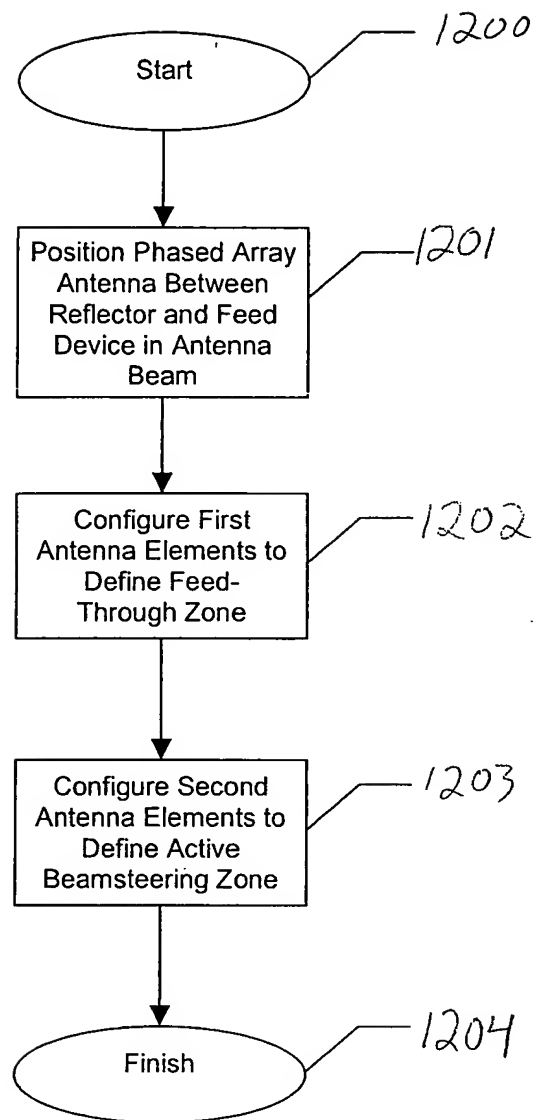 1200
Start
1201
Position Phased Array
Antenna Between
Reflector and Feed
Device in Antenna
Beam
1202
Configure First
Antenna Elements to
Define Feed-
Through Zone
1203
Configure Second
Antenna Elements to
Define Active
Beamsteering Zone
1204
Finish